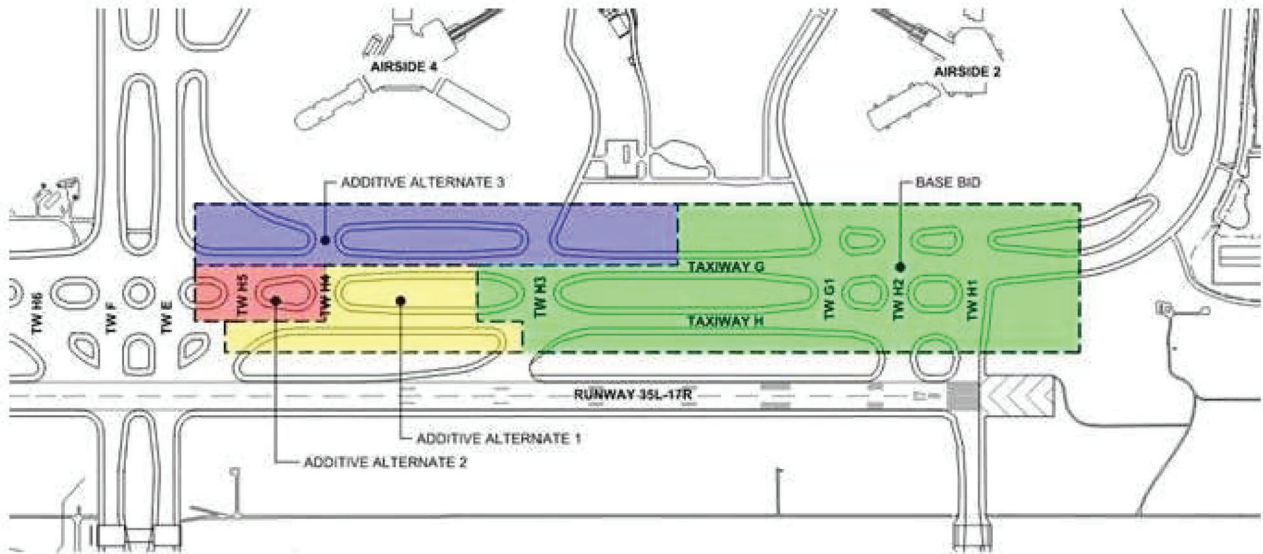 AIRSIDE 4
AIRSIDE 2
ADDITIVE ALTERNATE 3
BASE BID
TAXIWAY G
TW H6
TW F
TW E
TW H5
TW H4
TW H3
TW G1
TW H2
TW H1
TAXIWAY H
RUNWAY 35L-17R
ADDITIVE ALTERNATE 1
ADDITIVE ALTERNATE 2